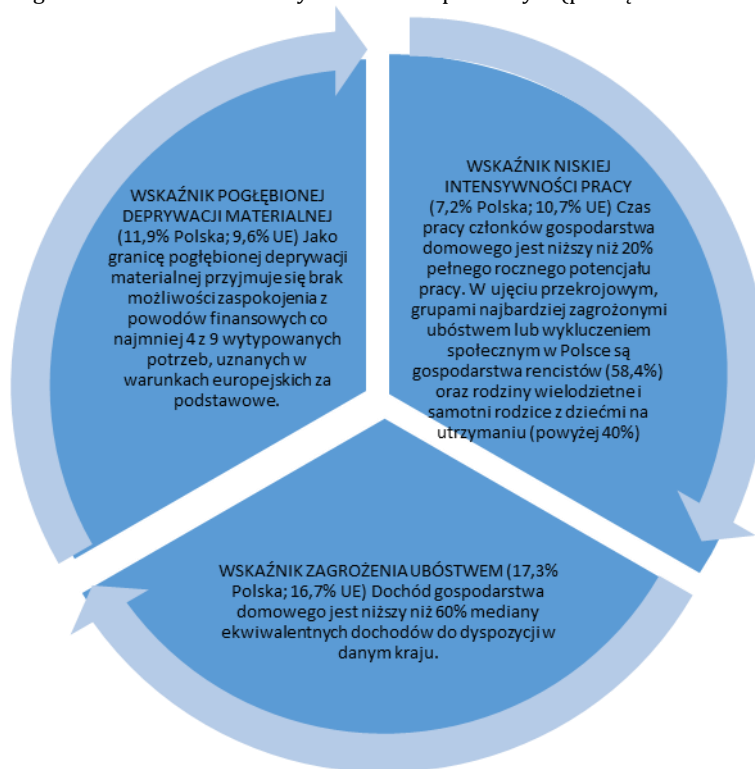 WSKAŹNIK POGŁĘBIONEJ
DEPRYWACJI MATERIALNEJ
(11,9% Polska; 9,6% UE) Jako
granicę pogłębionej deprywacji
materialnej przyjmuje się brak
możliwości zaspokojenia z
powodów finansowych co
najmniej 4 z 9 wytypowanych
potrzeb, uznanych w
warunkach europejskich za
podstawowe.
WSKAŹNIK NISKIEJ
INTENSYWNOŚCI PRACY
(7,2% Polska; 10,7% UE) Czas
pracy członków gospodarstwa
domowego jest niższy niż 20%
pełnego rocznego potencjału
pracy. W ujęciu przekrojowym,
grupami najbardziej zagrożonymi
ubóstwem lub wykluczeniem
społecznym w Polsce są
gospodarstwa rencistów (58,4%)
oraz rodziny wielodzietne i
samotni rodzice z dziećmi na
utrzymaniu (powyżej 40%)
WSKAŹNIK ZAGROŻENIA UBÓSTWEM (17,3%
Polska; 16,7% UE) Dochód gospodarstwa
domowego jest niższy niż 60% mediany
ekwiwalentnych dochodów do dyspozycji w
danym kraju.